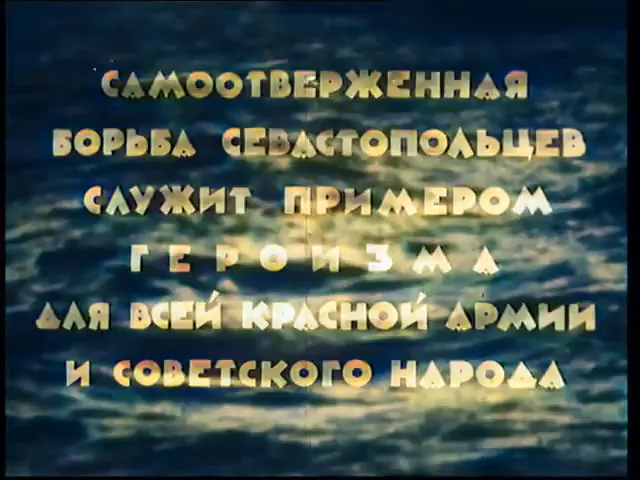 САМООТВЕРЖЕННАЯ
БОРЬБА СЕВАСТОПОЛЬЦЕВ
СЛУЖИТ ПРИМЕРОМ
ГЕРОИЗМА
ДЛЯ ВСЕЙ КРАСНОЙ АРМИИ
И СОВЕТСКОГО НАРОДА